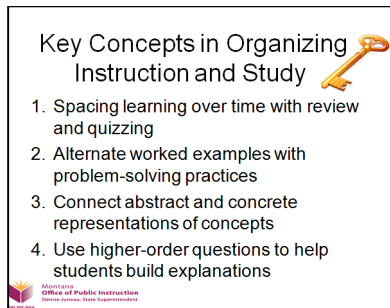 Key Concepts in Organizing
Instruction and Study
1. Spacing learning over time with review
and quizzing
2. Alternate worked examples with
problem-solving practices
3. Connect abstract and concrete
representations of concepts
4. Use higher-order questions to help
students build explanations
Montana
Office of Public Instruction
Denise Juneau, State Superintendent